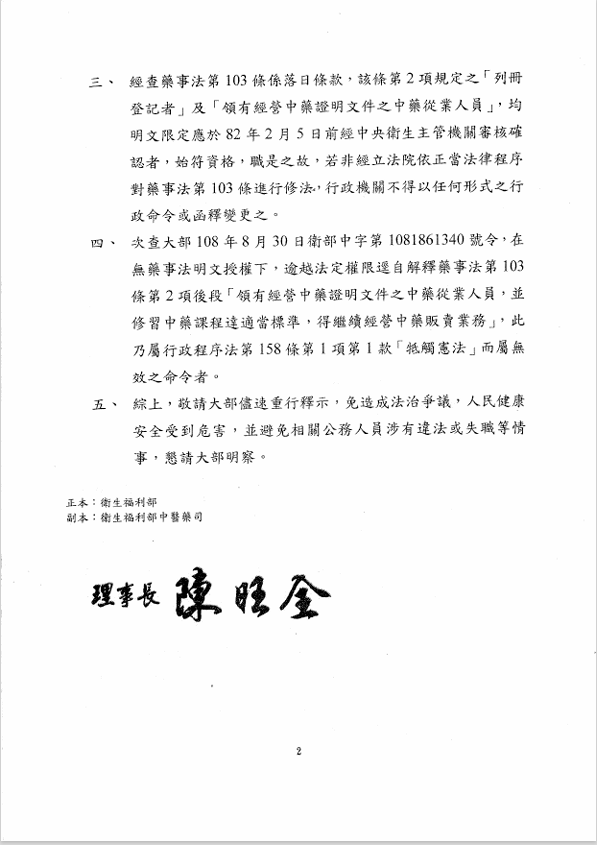 三、 經查藥事法第 103 條係落日條款，該條第 2 項規定之「列冊
登記者」及「領有經營中藥證明文件之中藥從業人員」，均
明文限定應於 82 年 2 月 5 日前經中央衛生主管機關審核確
認者，始符資格，職是之故，若非經立法院依正當法律程序
對藥事法第 103 條進行修法，行政機關不得以任何形式之行
政命令或函釋變更之。
四、 次查大部 108 年 8 月 30 日衛部中字第 1081861340 號令，在
無藥事法明文授權下，逾越法定權限逕自解釋藥事法第 103
條第 2 項後段「領有經營中藥證明文件之中藥從業人員，並
修習中藥課程達適當標準，得繼續經營中藥販賣業務」，此
乃屬行政程序法第 158 條第 1 項第 1 款「牴觸憲法」而屬無
效之命令者。
五、 綜上，敬請大部儘速重行釋示，免造成法治爭議，人民健康
安全受到危害，並避免相關公務人員涉有違法或失職等情
事，懇請大部明察。
正本：衛生福利部
副本：衛生福利部中醫藥司
理事長 陳旺全
2